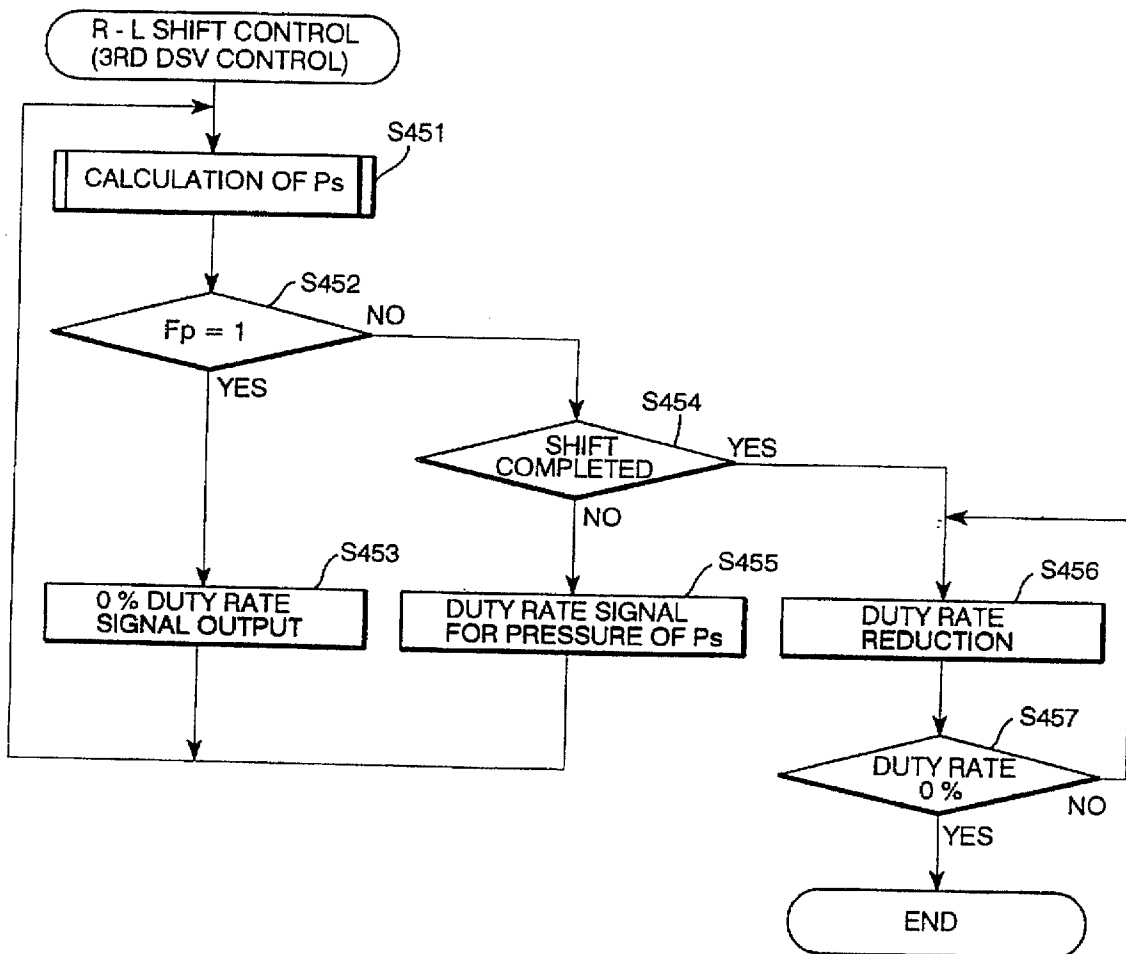 R - L SHIFT CONTROL
(3RD DSV CONTROL)
S451
CALCULATION OF Ps
S452
Fp = 1
NO
YES
S454
SHIFT
COMPLETED
YES
NO
S453
0 % DUTY RATE
SIGNAL OUTPUT
S455
DUTY RATE SIGNAL
FOR PRESSURE OF Ps
S456
DUTY RATE
REDUCTION
S457
DUTY RATE
0 %
NO
YES
END